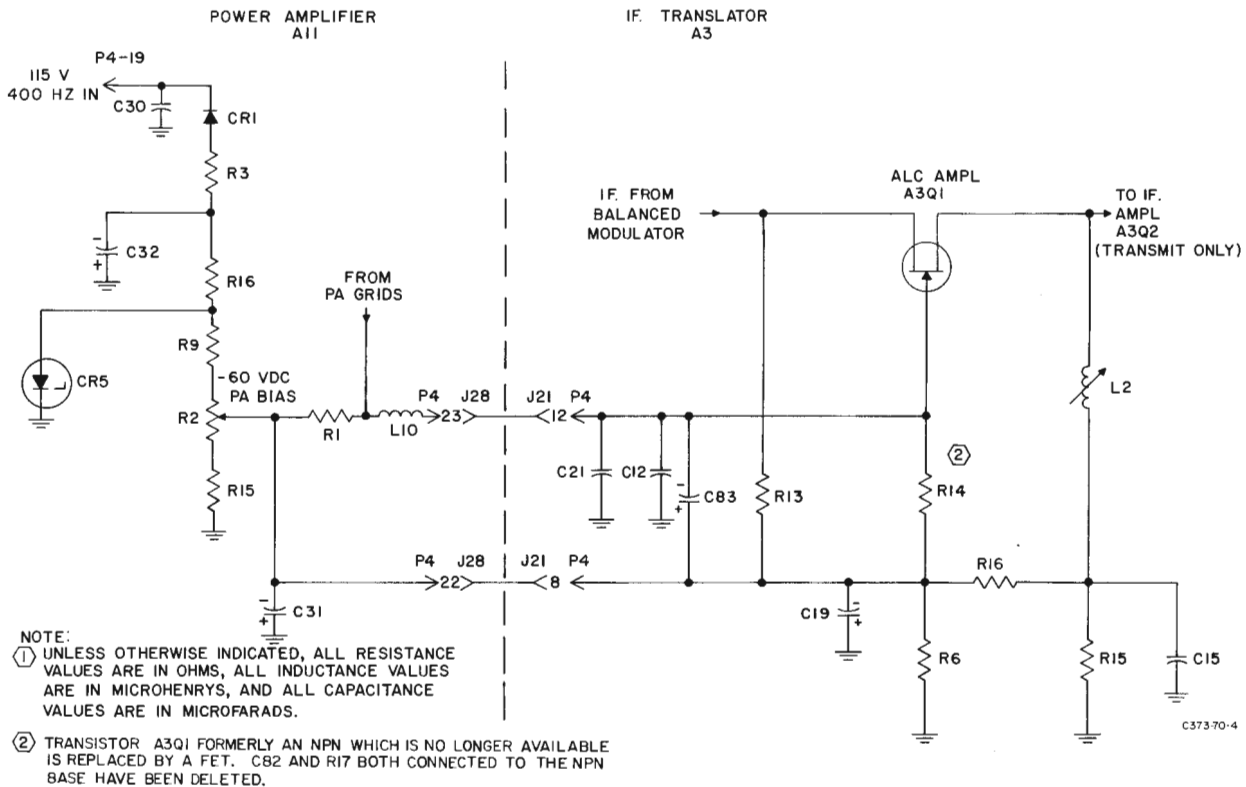 POWER AMPLIFIER
A11
IF. TRANSLATOR
A3
P4-19
115 V
400 HZ IN
C30
CR1
R3
C32
R16
R9
CR5
-60 VDC
PA BIAS
R2
R15
C31
FROM
PA GRIDS
R1
L10
P4
23
J28
J21
12
P4
P4
22
J28
J21
8
P4
IF. FROM
BALANCED
MODULATOR
ALC AMPL
A3Q1
TO IF.
AMPL
A3Q2
(TRANSMIT ONLY)
C21
C12
C83
R13
2
R14
L2
R16
C19
R6
R15
C15
NOTE:
1 UNLESS OTHERWISE INDICATED, ALL RESISTANCE
VALUES ARE IN OHMS, ALL INDUCTANCE VALUES
ARE IN MICROHENRYS, AND ALL CAPACITANCE
VALUES ARE IN MICROFARADS.
2 TRANSISTOR A3Q1 FORMERLY AN NPN WHICH IS NO LONGER AVAILABLE
IS REPLACED BY A FET. C82 AND R17 BOTH CONNECTED TO THE NPN
BASE HAVE BEEN DELETED.
C373-70-4